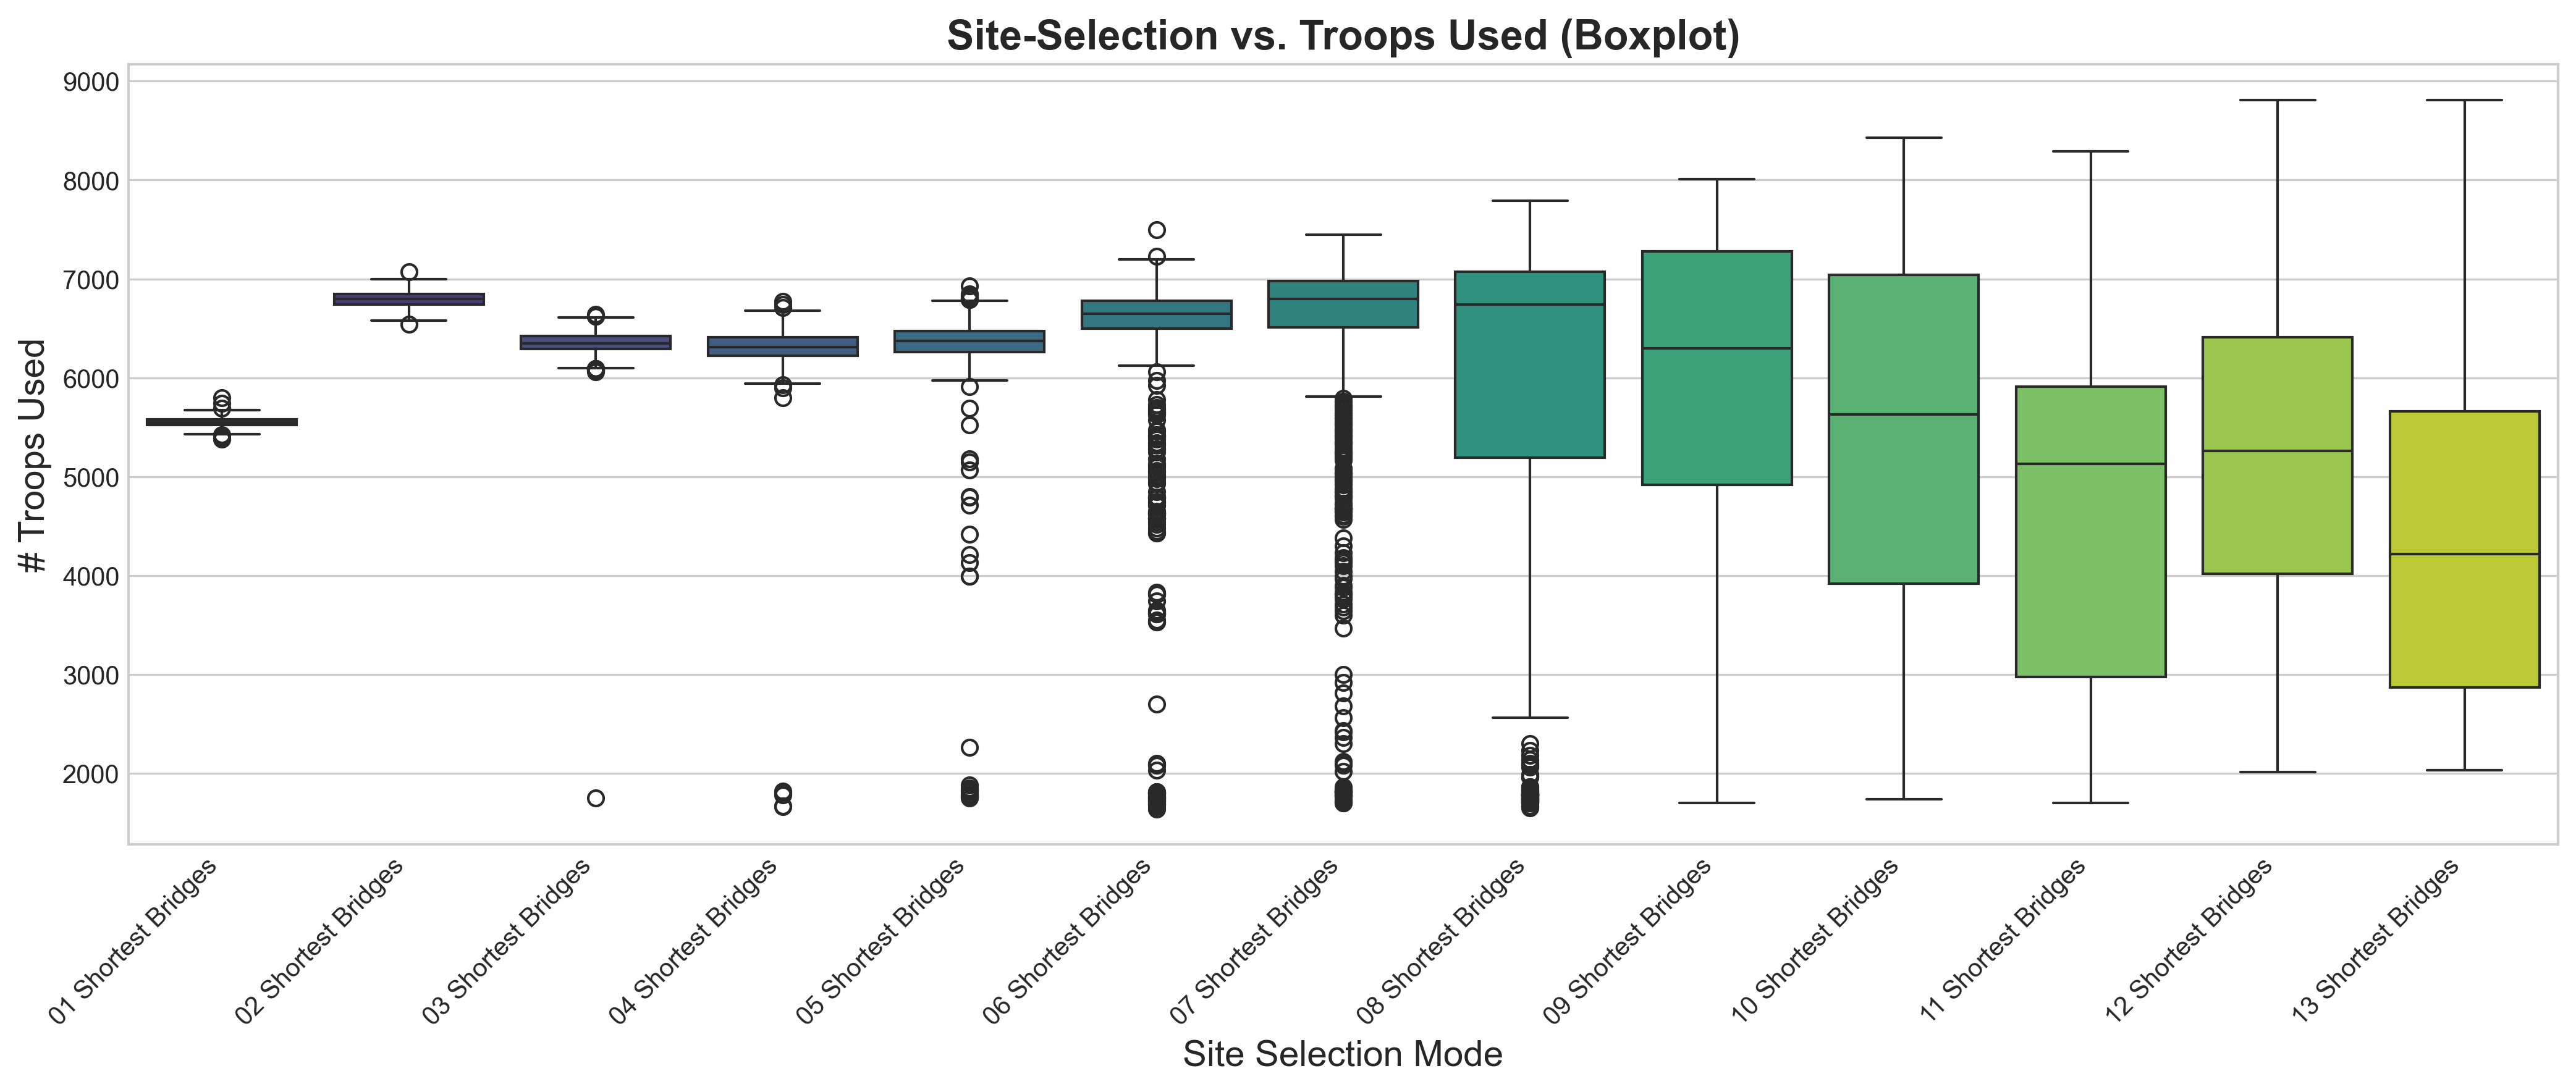 Site-Selection vs. Troops Used (Boxplot)
# Troops Used
9000
8000
7000
6000
5000
4000
3000
2000
01 Shortest Bridges
02 Shortest Bridges
03 Shortest Bridges
04 Shortest Bridges
05 Shortest Bridges
06 Shortest Bridges
07 Shortest Bridges
08 Shortest Bridges
09 Shortest Bridges
10 Shortest Bridges
11 Shortest Bridges
12 Shortest Bridges
13 Shortest Bridges
Site Selection Mode